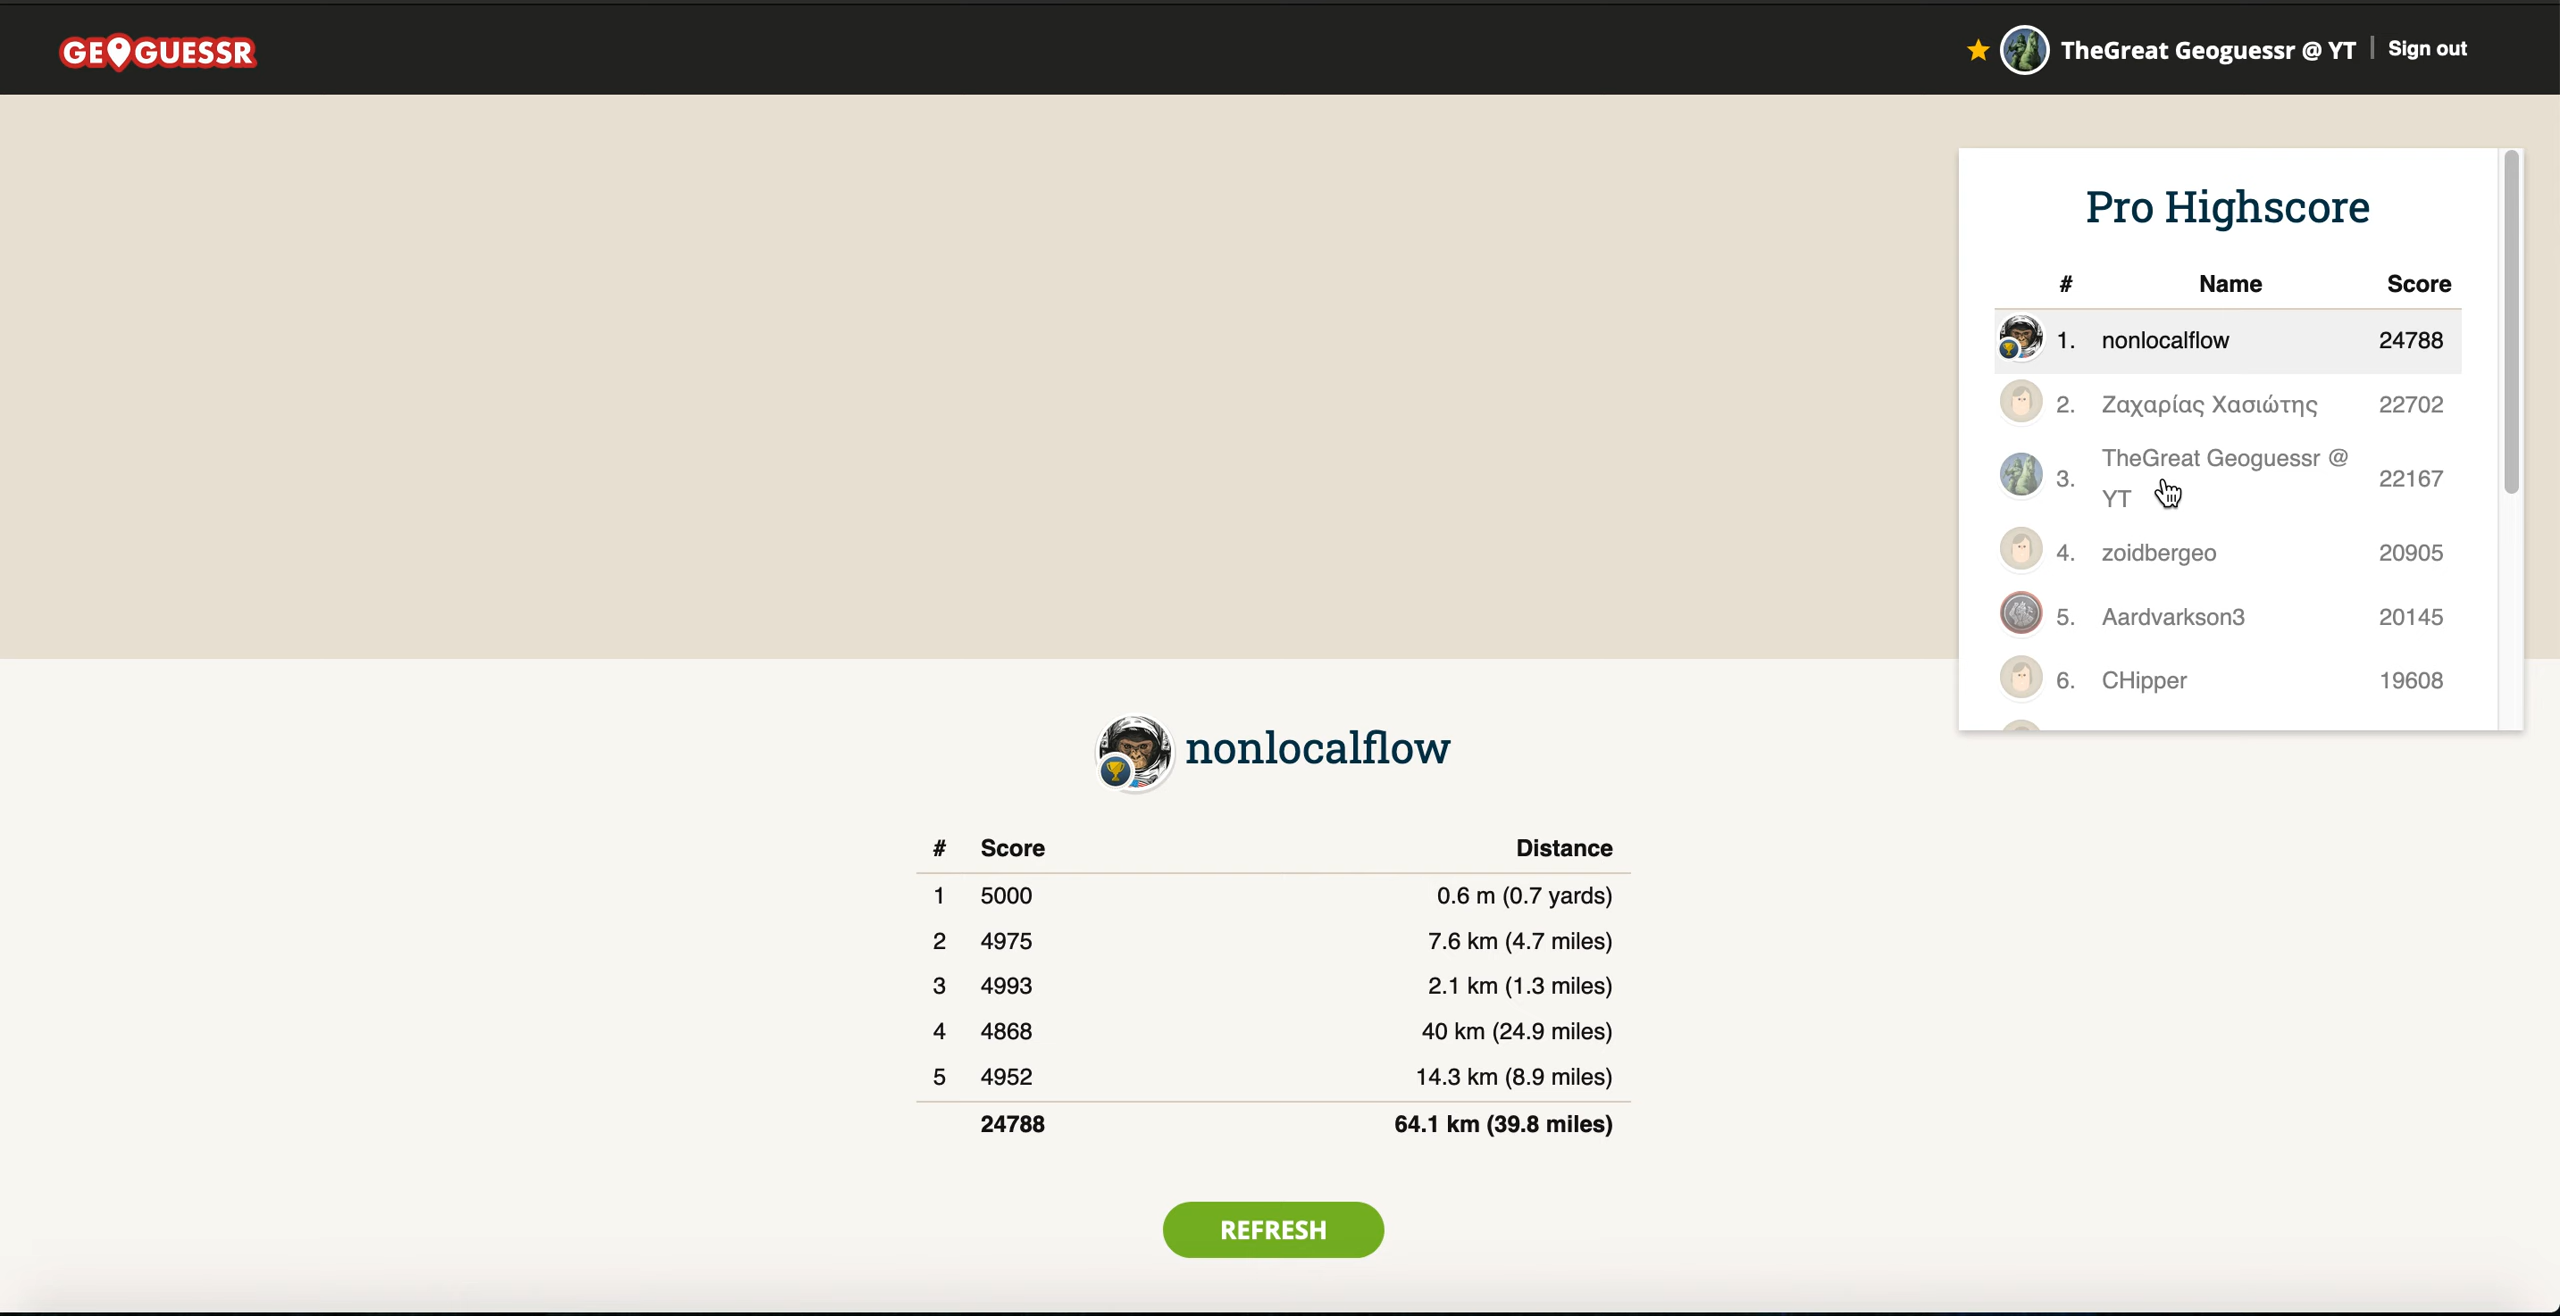 GEOGUESSR
TheGreat Geoguessr @ YT | Sign out
Pro Highscore
# Name Score
1. nonlocalflow 24788
2. Ζαχαρίας Χασιώτης 22702
TheGreat Geoguessr @
3. YT 22167
4. zoidbergeo 20905
5. Aardvarkson3 20145
6. CHipper 19608
nonlocalflow
# Score Distance
1 5000 0.6 m (0.7 yards)
2 4975 7.6 km (4.7 miles)
3 4993 2.1 km (1.3 miles)
4 4868 40 km (24.9 miles)
5 4952 14.3 km (8.9 miles)
24788 64.1 km (39.8 miles)
REFRESH